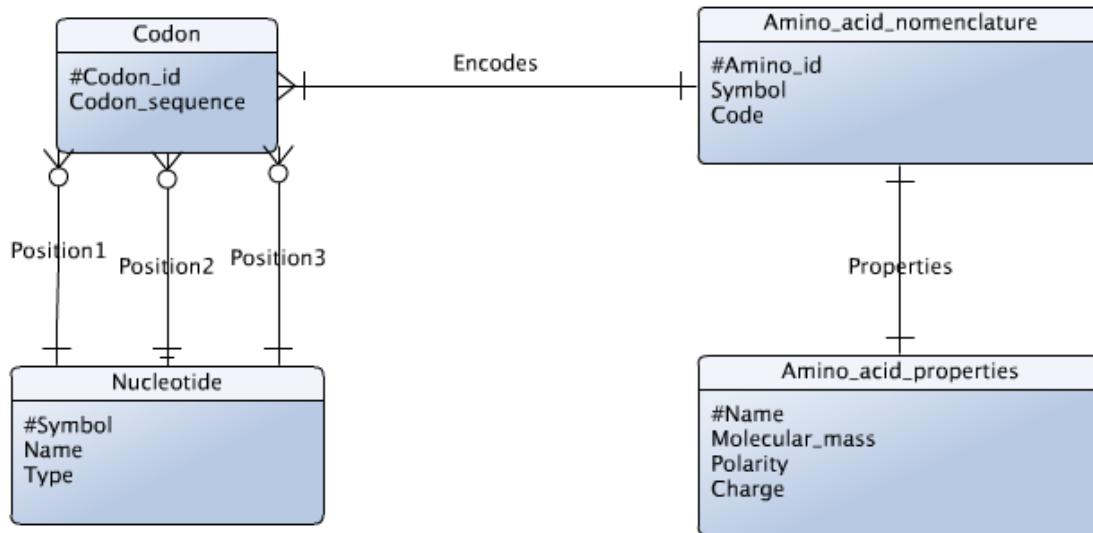 Codon
#Codon_id
Codon_sequence
Encodes
Amino_acid_nomenclature
#Amino_id
Symbol
Code
Position1
Position2
Position3
Properties
Nucleotide
#Symbol
Name
Type
Amino_acid_properties
#Name
Molecular_mass
Polarity
Charge